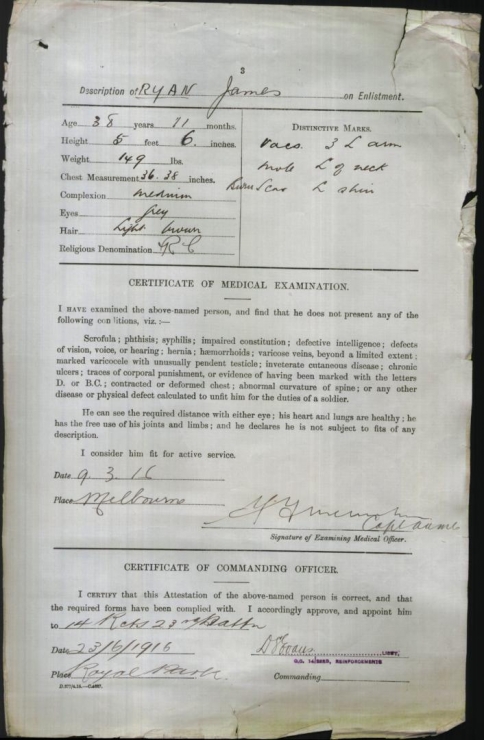 3
Description of RYAN James on Enlistment.
Age 38 years 11 months.
Height 5 feet 6. inches.
Weight 149 lbs.
Chest Measurement 36.38 inches.
Complexion medium
Eyes Grey
Hair Light brown
Religious Denomination R C
DISTINCTIVE MARKS.
Vacs. 3 L arm
mole L of neck
Scar L shin
CERTIFICATE OF MEDICAL EXAMINATION.
I HAVE examined the above-named person, and find that he does not present any of the
following conditions, viz. :—
Scrofula ; phthisis ; syphilis ; impaired constitution ; defective intelligence ; defects
of vision, voice, or hearing ; hernia ; hæmorrhoids ; varicose veins, beyond a limited extent ;
marked varicocele with unusually pendent testicle ; inveterate cutaneous disease ; chronic
ulcers ; traces of corporal punishment, or evidence of having been marked with the letters
D. or B.C. ; contracted or deformed chest ; abnormal curvature of spine ; or any other
disease or physical defect calculated to unfit him for the duties of a soldier.
He can see the required distance with either eye ; his heart and lungs are healthy ; he
has the free use of his joints and limbs ; and he declares he is not subject to fits of any
description.
I consider him fit for active service.
Date 9. 3. 16
Place Melbourne
Capt AAMC
Signature of Examining Medical Officer.
CERTIFICATE OF COMMANDING OFFICER.
I CERTIFY that this Attestation of the above-named person is correct, and that
the required forms have been complied with. I accordingly approve, and appoint him
to 14 Rcts 23rd Battn
Date 23/6/1916
LIEUT.
REINFORCEMENTS
Place Royal Park.
Commanding